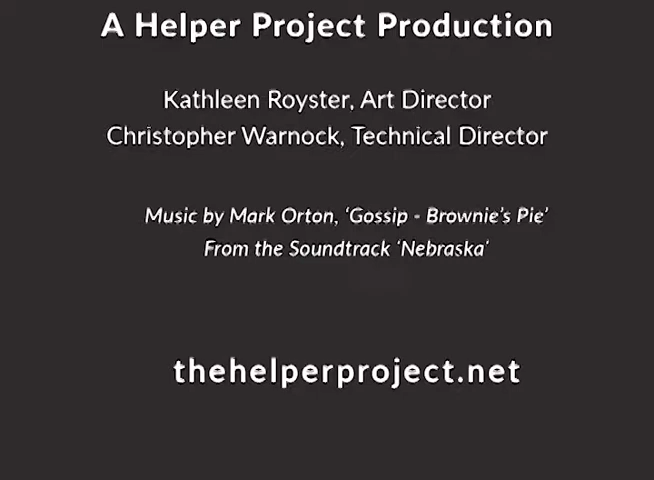 A Helper Project Production
Kathleen Royster, Art Director
Christopher Warnock, Technical Director
Music by Mark Orton, ‘Gossip - Brownie’s Pie’
From the Soundtrack ‘Nebraska‘
thehelperproject.net